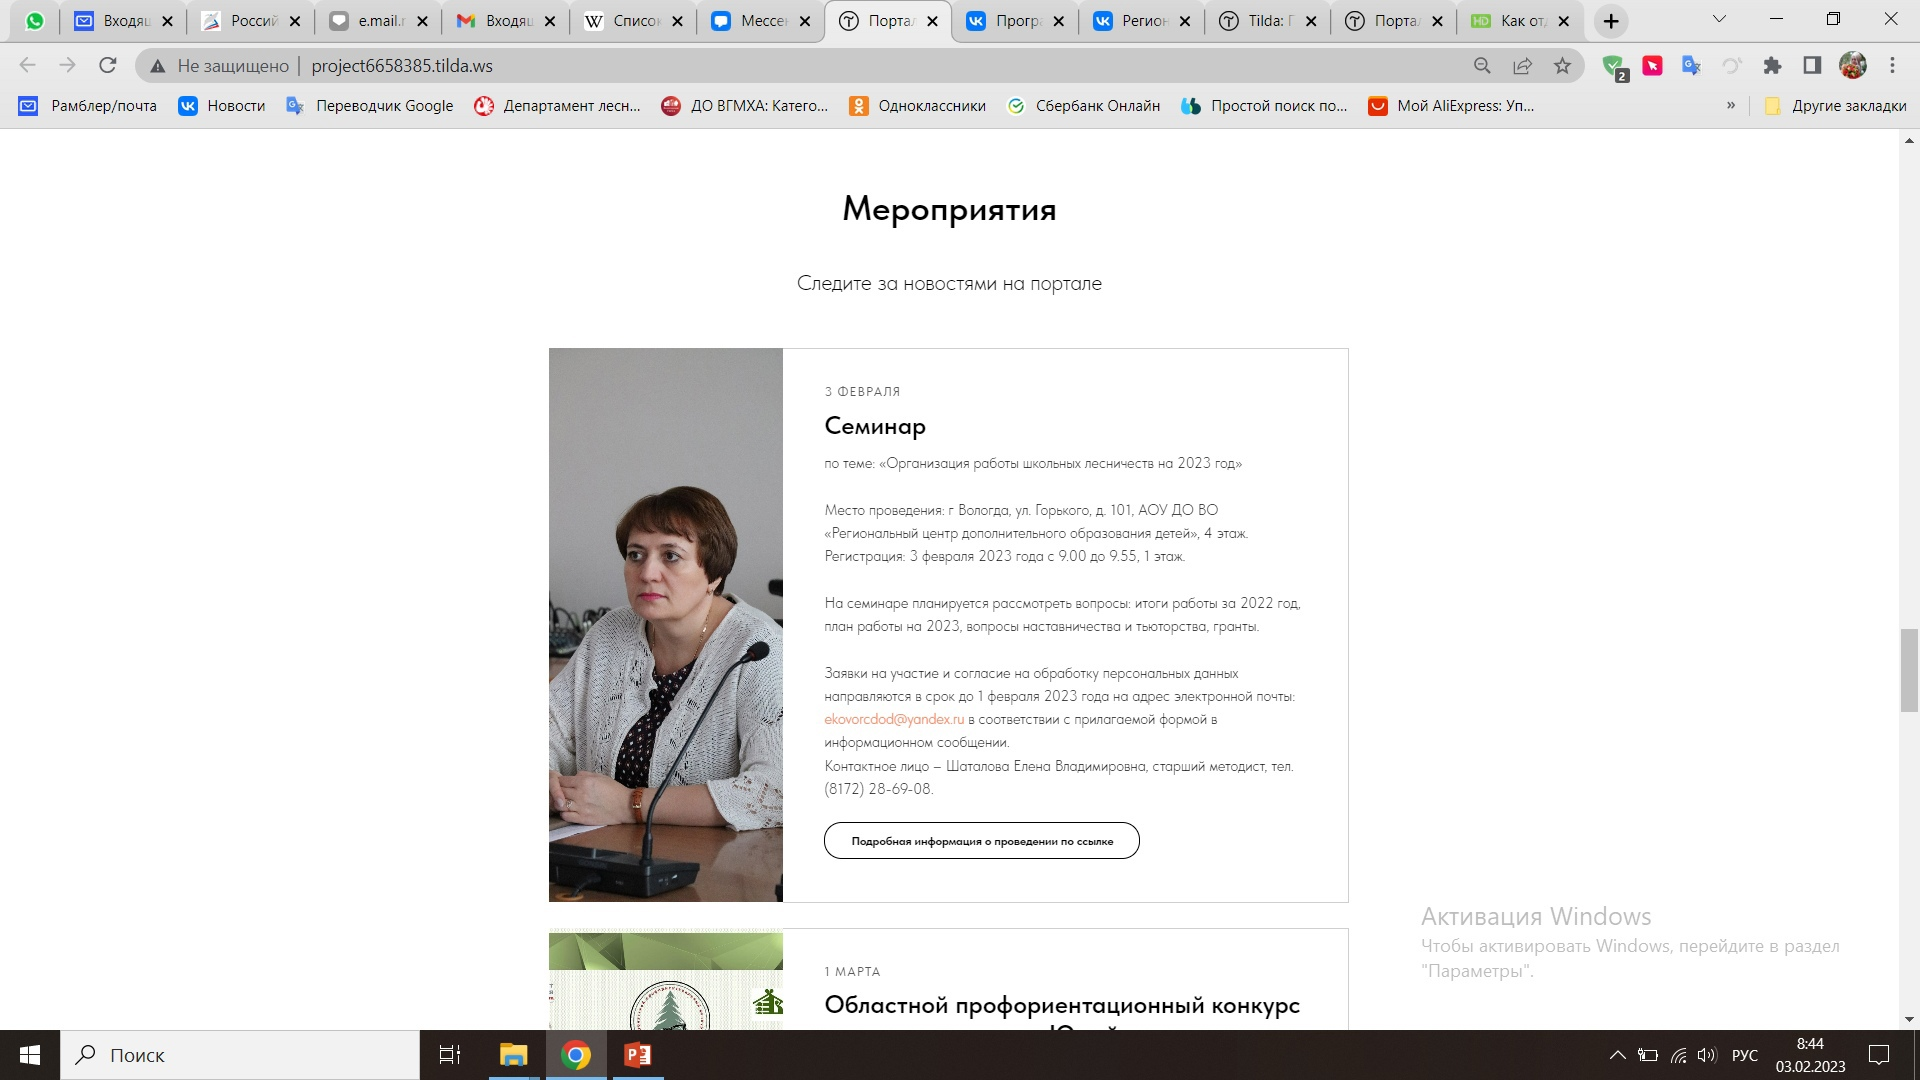 Входящ
Россий
e.mail.r
Входящ
Список
Мессен
Портал
Програ
Регион
Tilda: Г
Портал
Как отд
Не защищено
project6658385.tilda.ws
2
Рамблер/почта
Новости
Переводчик Google
Департамент лесн...
ДО ВГМХА: Катего...
Одноклассники
Сбербанк Онлайн
Простой поиск по...
Мой AliExpress: Уп...
»
Другие закладки
Мероприятия
Следите за новостями на портале
3 ФЕВРАЛЯ
Семинар
по теме: «Организация работы школьных лесничеств на 2023 год»
Место проведения: г Вологда, ул. Горького, д. 101, АОУ ДО ВО
«Региональный центр дополнительного образования детей», 4 этаж.
Регистрация: 3 февраля 2023 года с 9.00 до 9.55, 1 этаж.
На семинаре планируется рассмотреть вопросы: итоги работы за 2022 год,
план работы на 2023, вопросы наставничества и тьюторства, гранты.
Заявки на участие и согласие на обработку персональных данных
направляются в срок до 1 февраля 2023 года на адрес электронной почты:
ekovorcdod@yandex.ru в соответствии с прилагаемой формой в
информационном сообщении.
Контактное лицо – Шаталова Елена Владимировна, старший методист, тел.
(8172) 28-69-08.
Подробная информация о проведении по ссылке
1 МАРТА
Областной профориентационный конкурс
Активация Windows
Чтобы активировать Windows, перейдите в раздел
"Параметры".
Поиск
РУС
8:44
03.02.2023